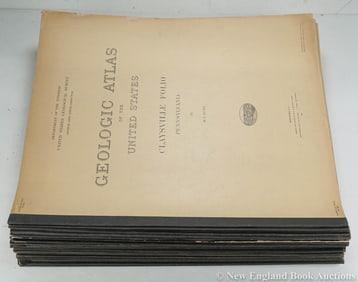 DEPARTMENT OF THE INTERIOR
UNITED STATES GEOLOGICAL SURVEY
GEOLOGIC ATLAS
OF THE
UNITED STATES
CLAYSVILLE FOLIO
PENNSYLVANIA
BY
© New England Book Auctions